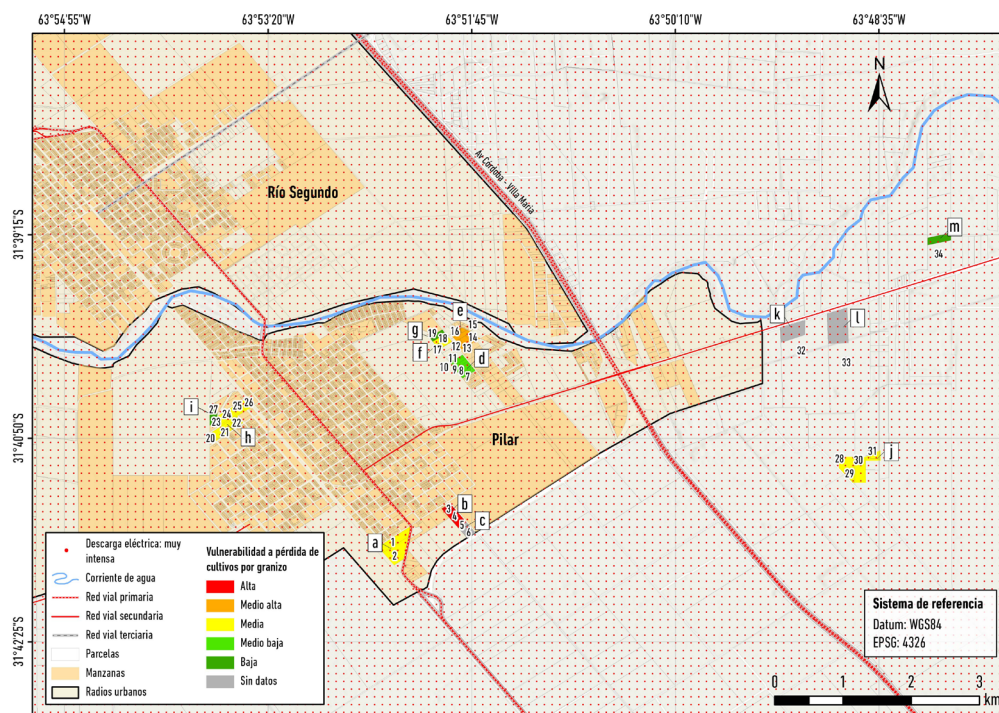 63°54'55"W 63°53'20"W 63°51'45"W 63°50'10"W 63°48'35"W
N
Av Córdoba - Villa María
Río Segundo
31°39'15"S
m
34
e
k
l
g 19 18 16 15 14
f 17 12 13
32
33
11 d
10 9 8 7
i 27 24 25 26
23 22
31°40'50"S
20 21 h
Pilar
28 30 31 j
29
b
3 4 c
5 6
a 1
2
Descarga eléctrica: muy
intensa
Corriente de agua
Red vial primaria
Red vial secundaria
Red vial terciaria
Parcelas
Manzanas
Radios urbanos
Vulnerabilidad a pérdida de
cultivos por granizo
Alta
Medio alta
Media
Medio baja
Baja
Sin datos
Sistema de referencia
Datum: WGS84
EPSG: 4326
31°42'25"S
0 1 2 3
km